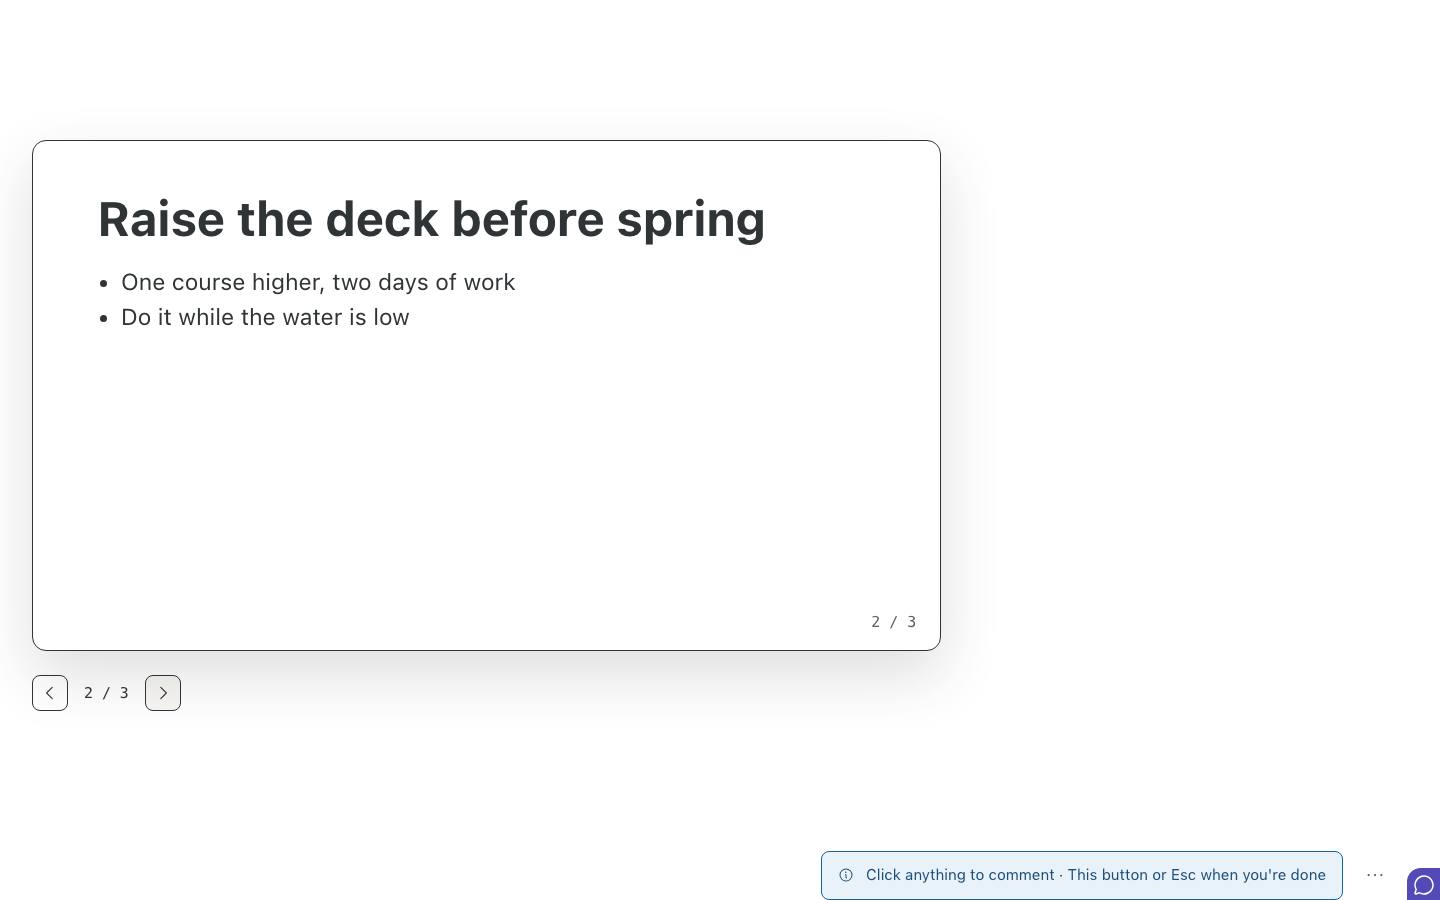 Raise the deck before spring
• One course higher, two days of work
• Do it while the water is low
2 / 3
2 / 3
Click anything to comment · This button or Esc when you're done
···